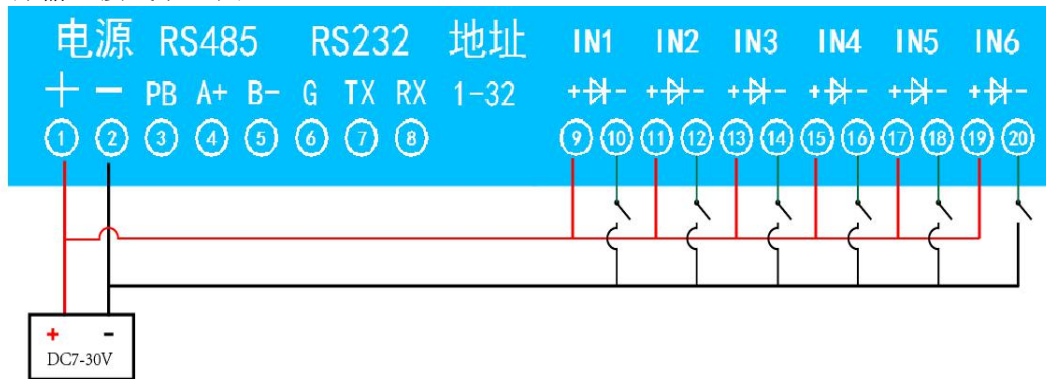 电源 RS485 RS232 地址 IN1 IN2 IN3 IN4 IN5 IN6
+ - PB A+ B- G TX RX 1-32 + - + - + - + - + - + -
① ② ③ ④ ⑤ ⑥ ⑦ ⑧ ⑨ ⑩ ⑪ ⑫ ⑬ ⑭ ⑮ ⑯ ⑰ ⑱ ⑲ ⑳
+ -
DC7-30V